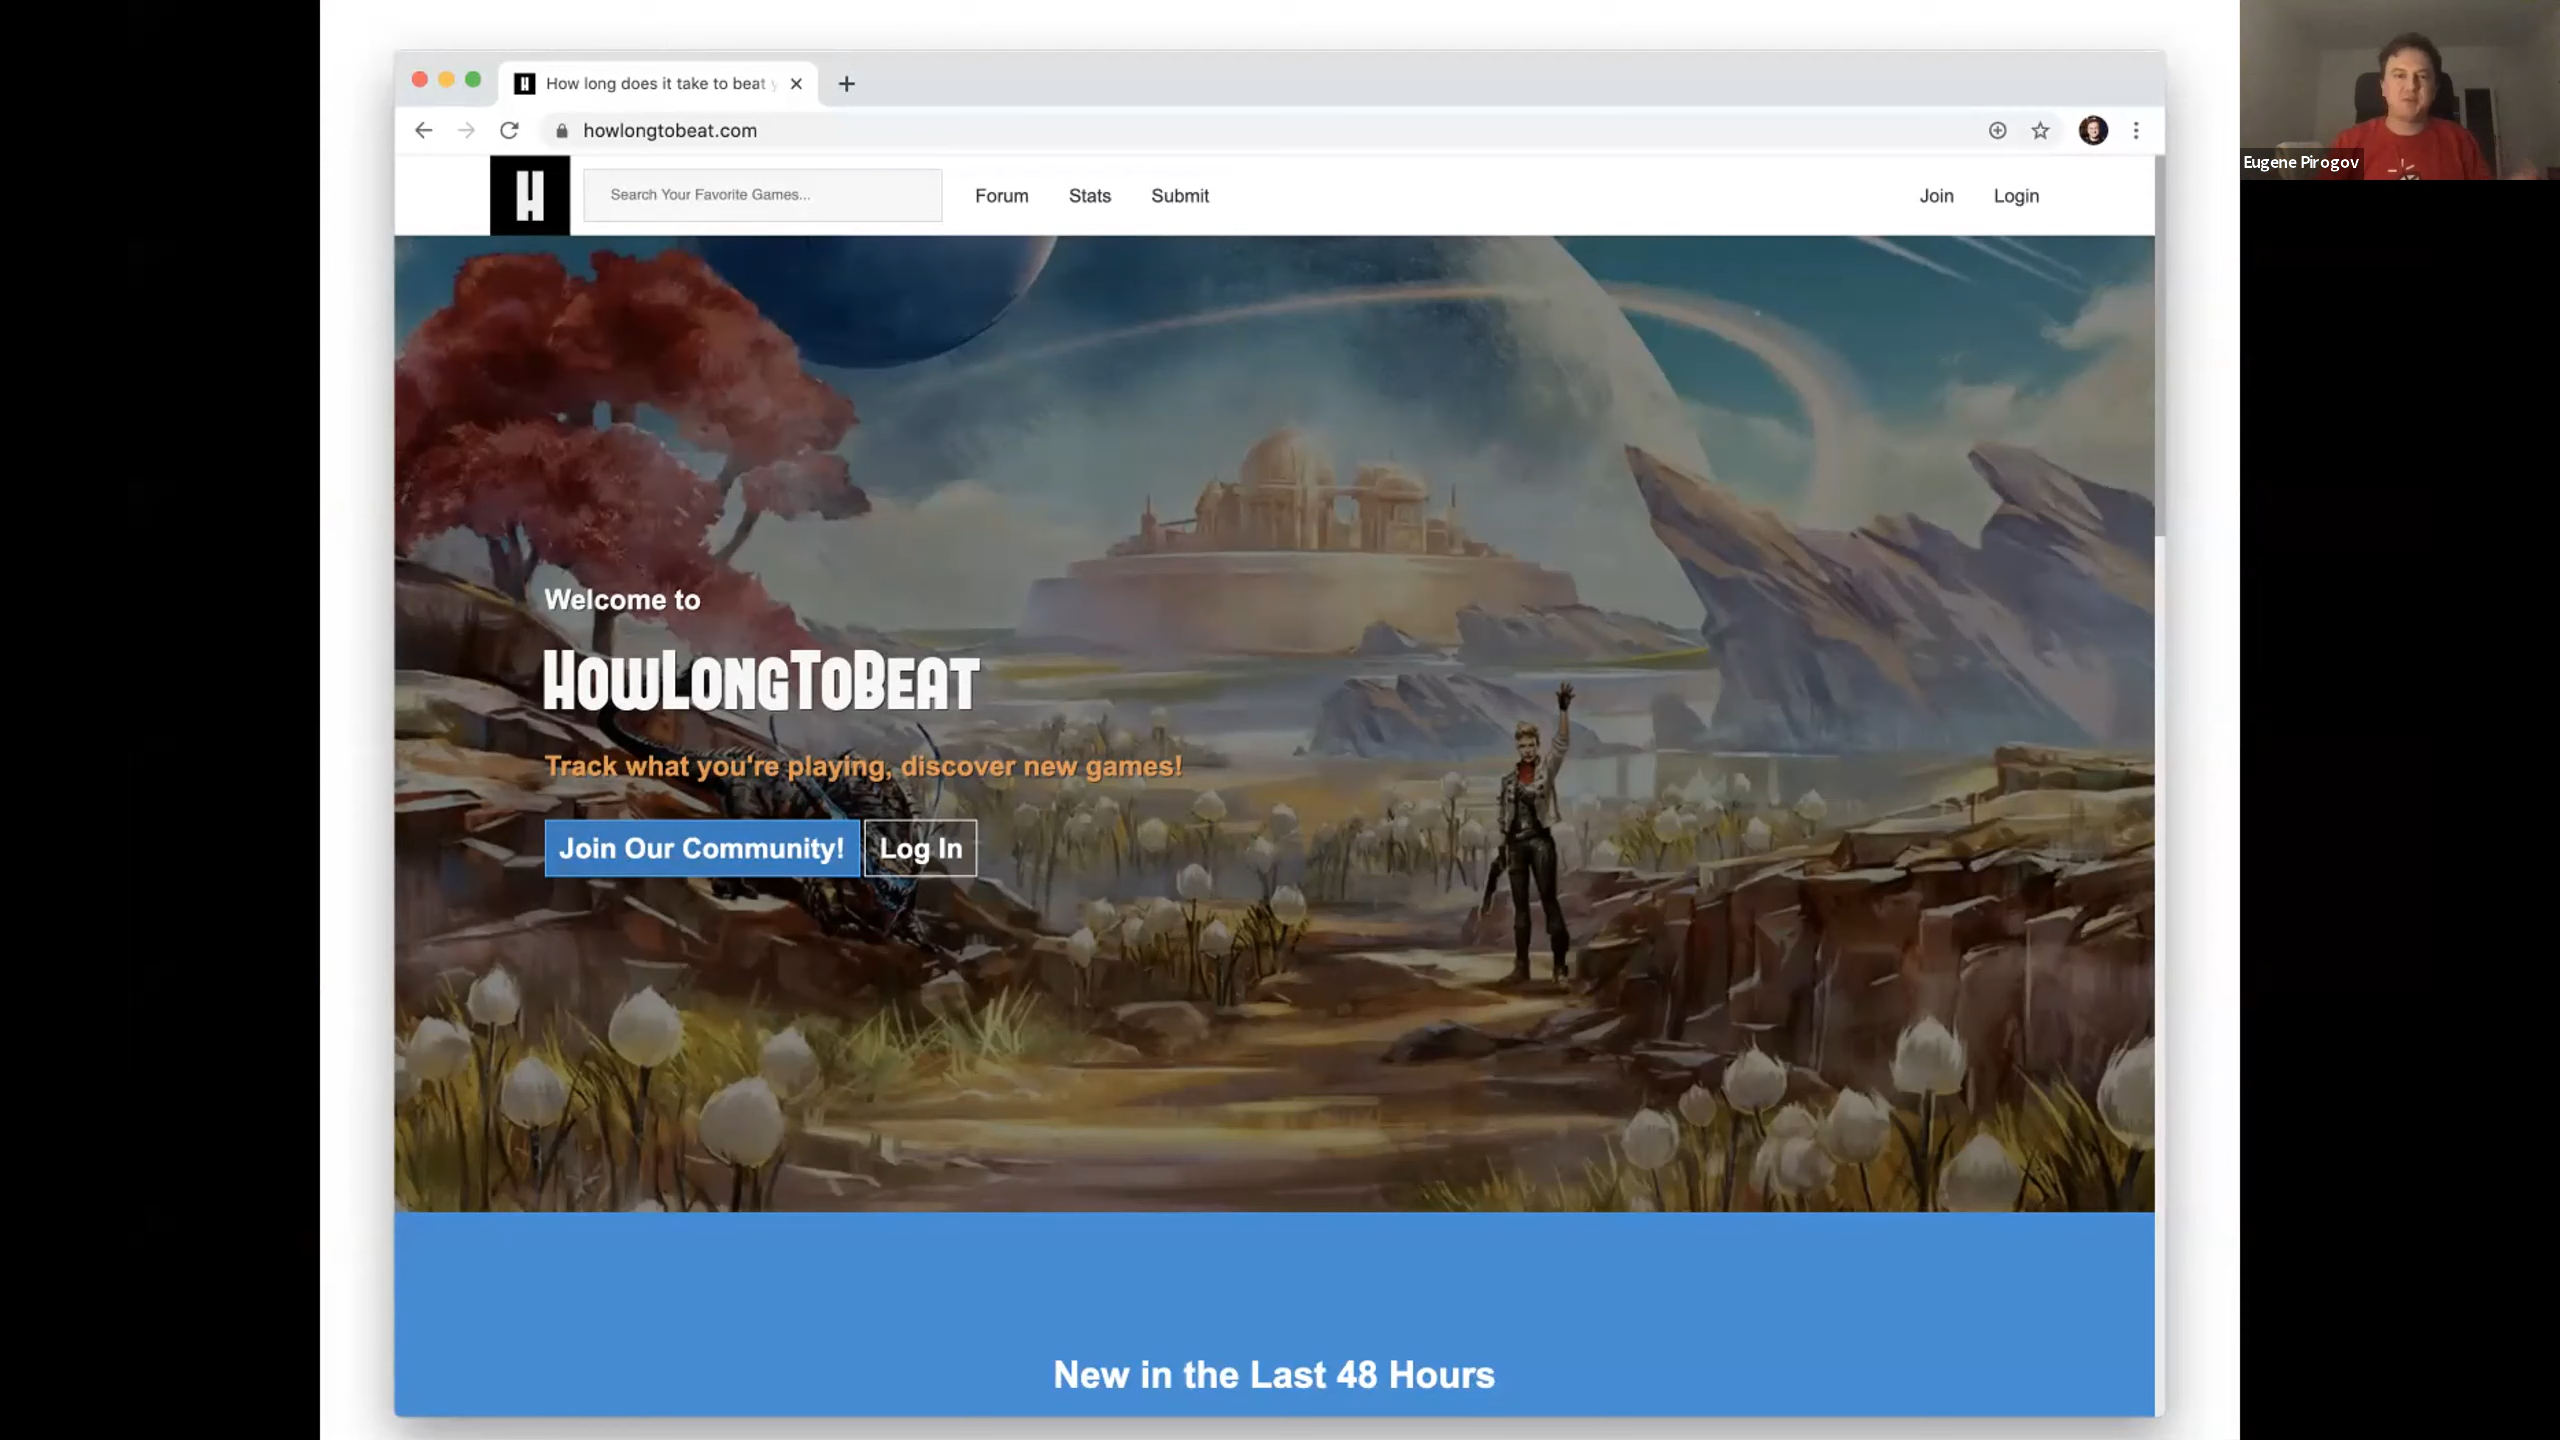 How long does it take to beat y
howlongtobeat.com
H
Search Your Favorite Games...
Forum
Stats
Submit
Join
Login
Eugene Pirogov
Welcome to
HOWLONGTOBEAT
Track what you're playing, discover new games!
Join Our Community!
Log In
New in the Last 48 Hours